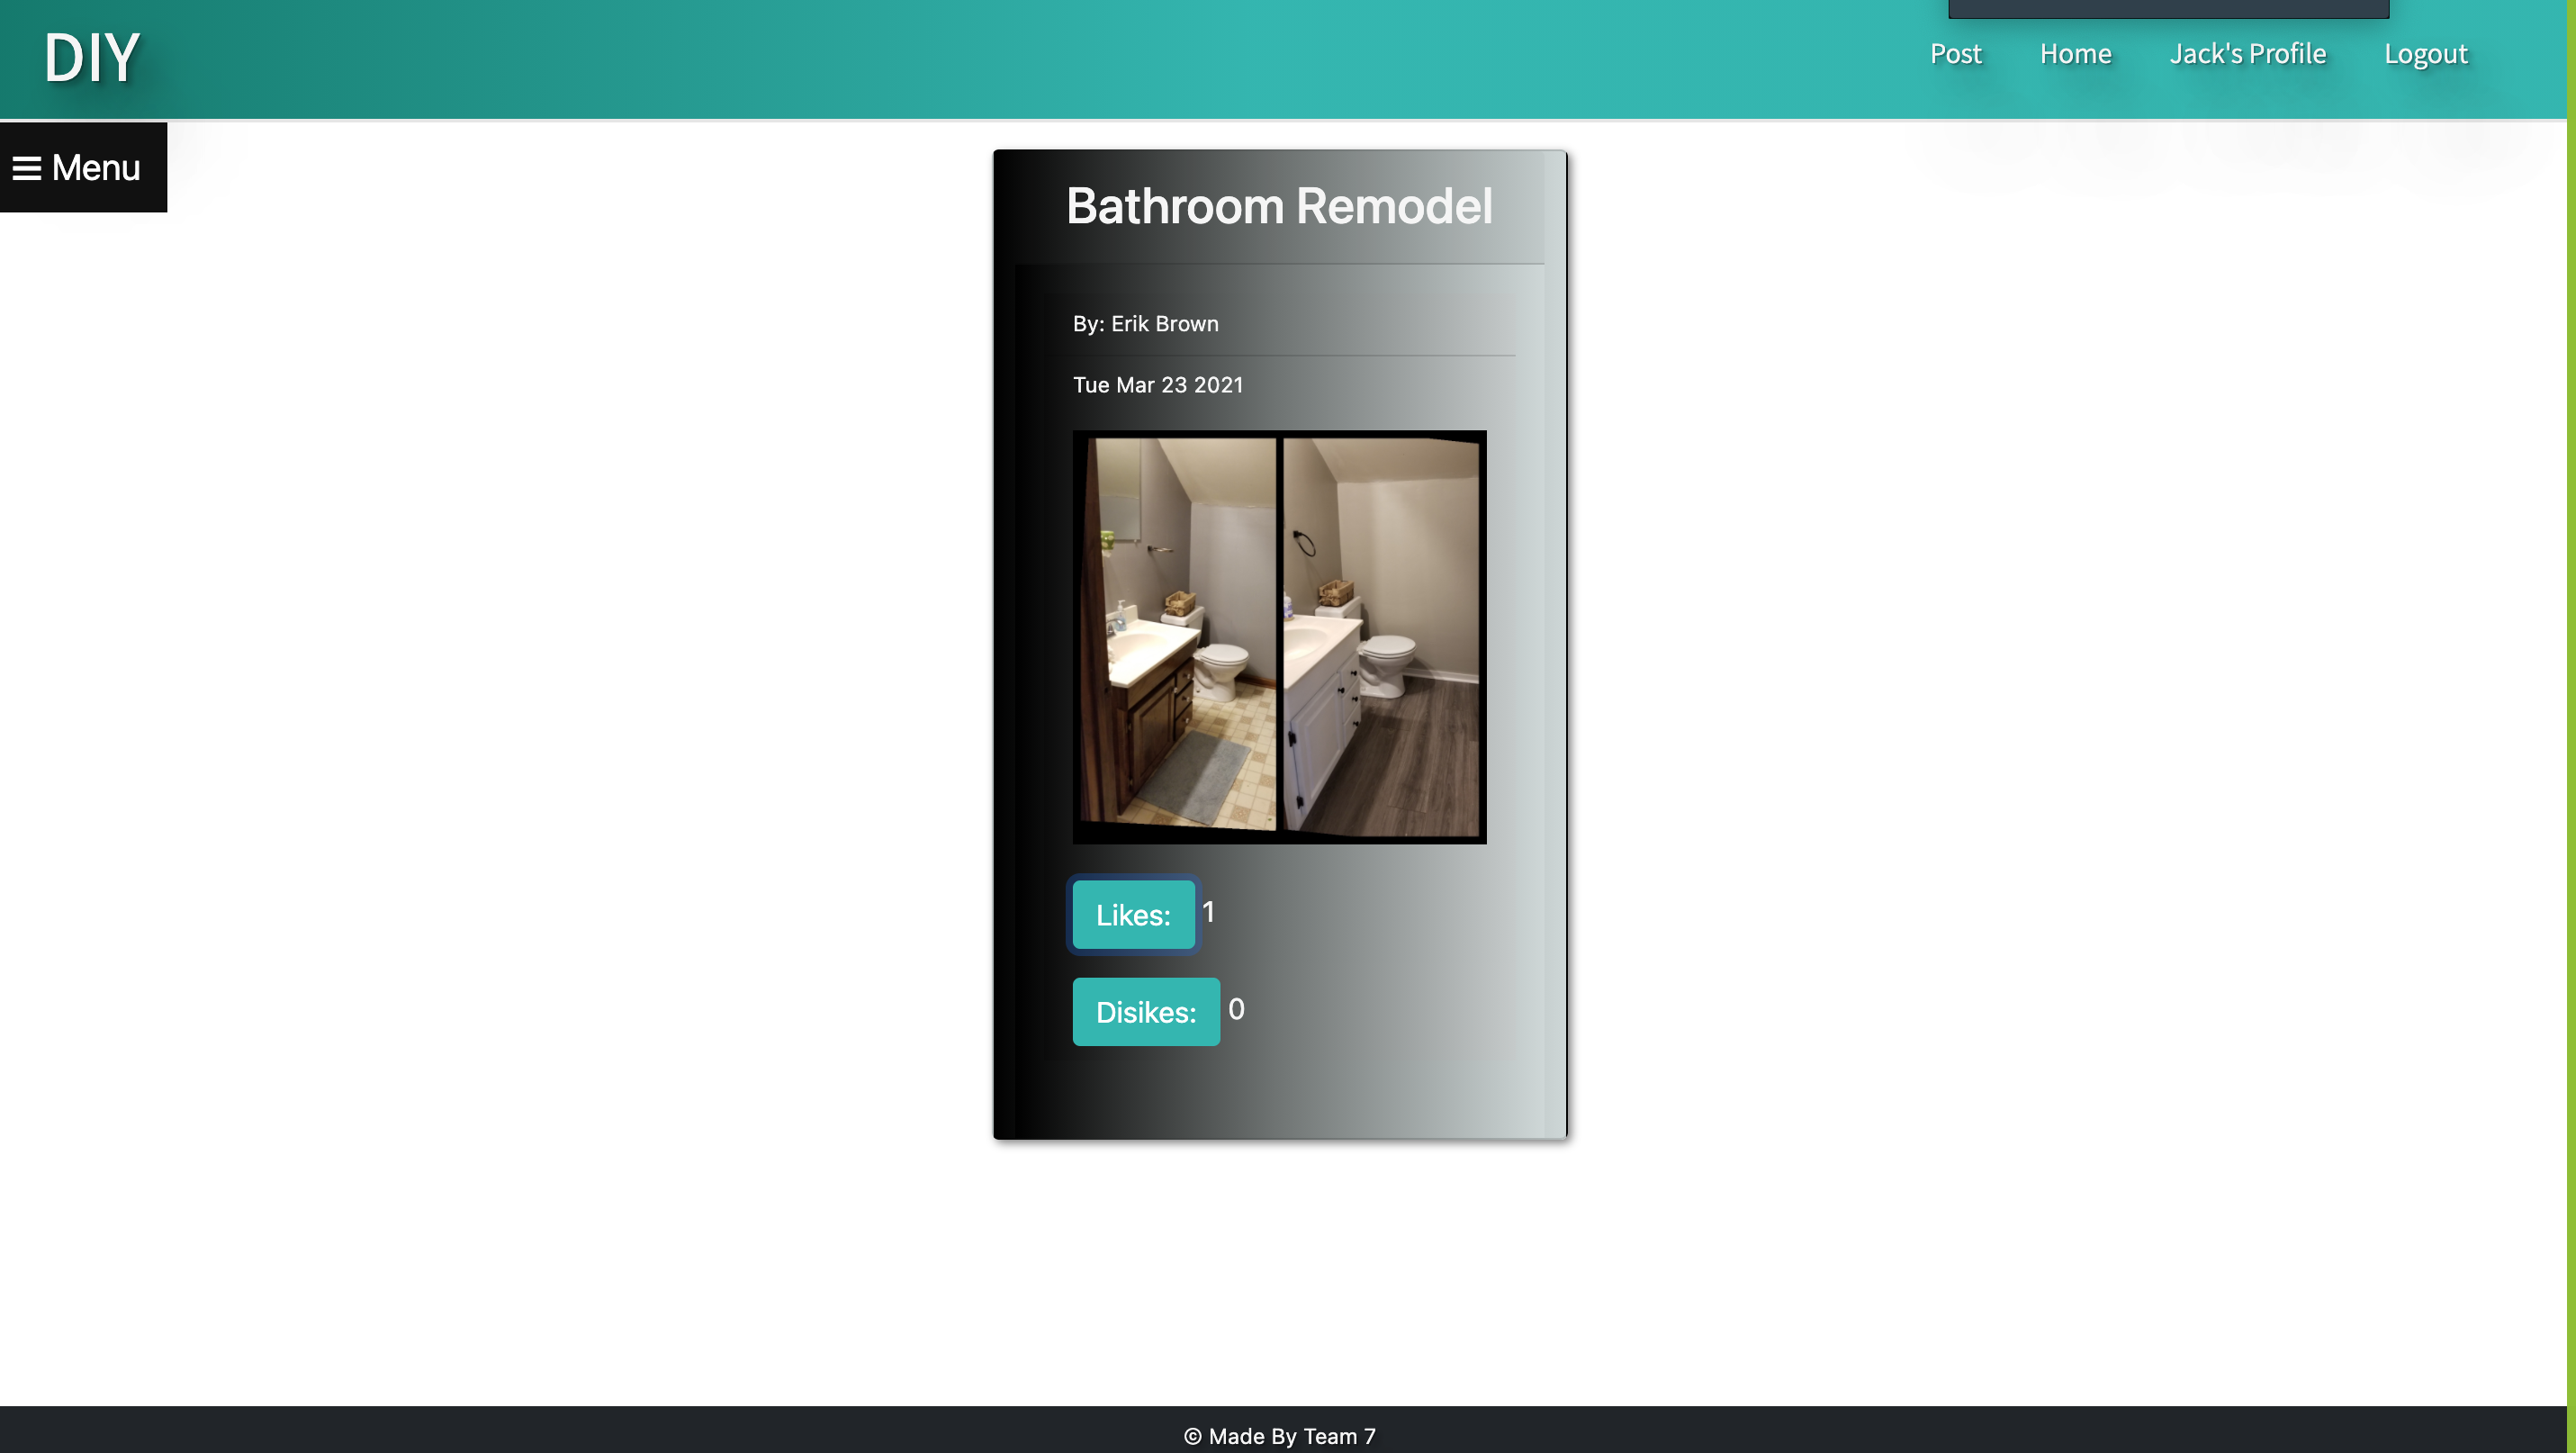 DIY
Post
Home
Jack's Profile
Logout
Menu
Bathroom Remodel
By: Erik Brown
Tue Mar 23 2021
Likes: 1
Disikes: 0
© Made By Team 7